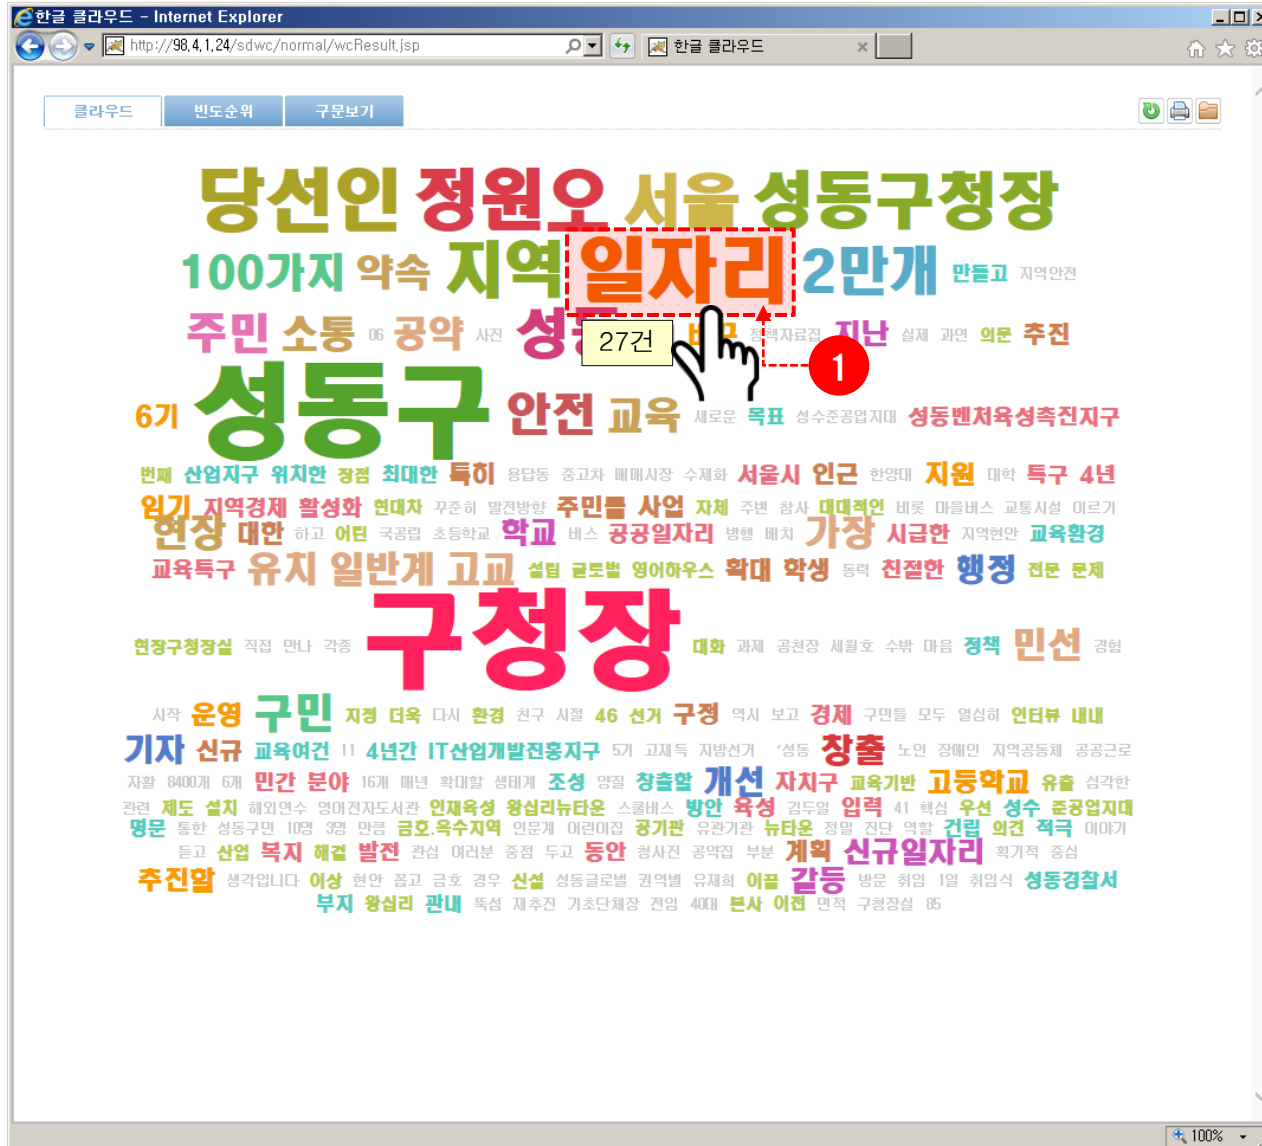 한글 클라우드 - Internet Explorer
http://98.4.1.24/sdwc/normal/wcResult.jsp
한글 클라우드
클라우드 빈도순위 구문보기
당선인 정원오 서울 성동구청장
100가지 약속 지역 일자리 2만개 만들고 지역안전
주민 소통 06 공약 사진 27건 정책자료집 지난 실제 과연 의문 추진
1
6기 성동구 안전 교육 새로운 목표 성수준공업지대 성동벤처육성촉진지구
번째 산업지구 위치한 장점 최대한 특히 용답동 중고차 매매시장 수제화 서울시 인근 한양대 지원 대학 특구 4년
임기 지역경제 활성화 현대차 꾸준히 발전방향 주민들 사업 자체 주변 참사 대대적인 비롯 마을버스 교통시설 이르기
현장 대한 하고 어린 국공립 초등학교 학교 버스 공공일자리 병행 배치 가장 시급한 지역현안 교육환경
교육특구 유치 일반계 고교 설립 글로벌 영어하우스 확대 학생 동력 친절한 행정 전문 문제
현장구청장실 직접 만나 각종 구청장 대화 과제 공천장 세월호 수밖 마음 정책 민선 경험
시작 운영 구민 지정 더욱 다시 환경 친구 시절 46 선거 구정 역시 보고 경제 구민들 모두 열심히 인터뷰 내내
기자 신규 교육여건 11 4년간 IT산업개발진흥지구 5기 고재득 지방선거 ‘성동 창출 노인 장애인 지역공동체 공공근로
자활 8400개 6개 민간 분야 16개 매년 확대할 생태계 조성 양질 창출할 개선 자치구 교육기반 고등학교 유출 심각한
관련 제도 설치 해외연수 영어전자도서관 인재육성 왕십리뉴타운 스쿨버스 방안 육성 김두일 입력 41 핵심 우선 성수 준공업지대
명문 통한 성동구민 10명 3명 만큼 금호.옥수지역 인문계 어린이집 공기판 유관기관 뉴타운 정밀 진단 역할 건립 의견 적극 이야기
듣고 산업 복지 해결 발전 관심 여러분 중점 두고 동안 청사진 공약집 부분 계획 신규일자리 획기적 중심
추진할 생각입니다 이상 현안 꼽고 금호 경우 신설 성동글로벌 권역별 유재희 이끌 갈등 방문 취임 1일 취임식 성동경찰서
부지 왕십리 관내 뚝섬 재추진 기초단체장 전임 40대 본사 이전 면적 구청장실 85
100%